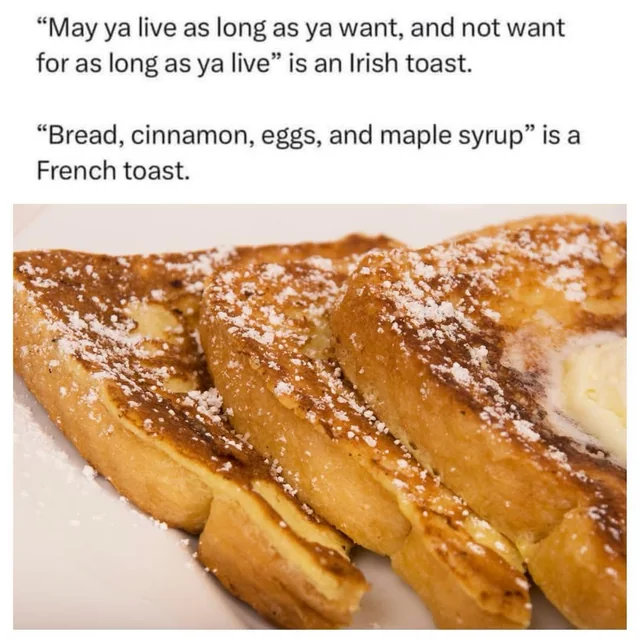 “May ya live as long as ya want, and not want
for as long as ya live” is an Irish toast.
“Bread, cinnamon, eggs, and maple syrup” is a
French toast.